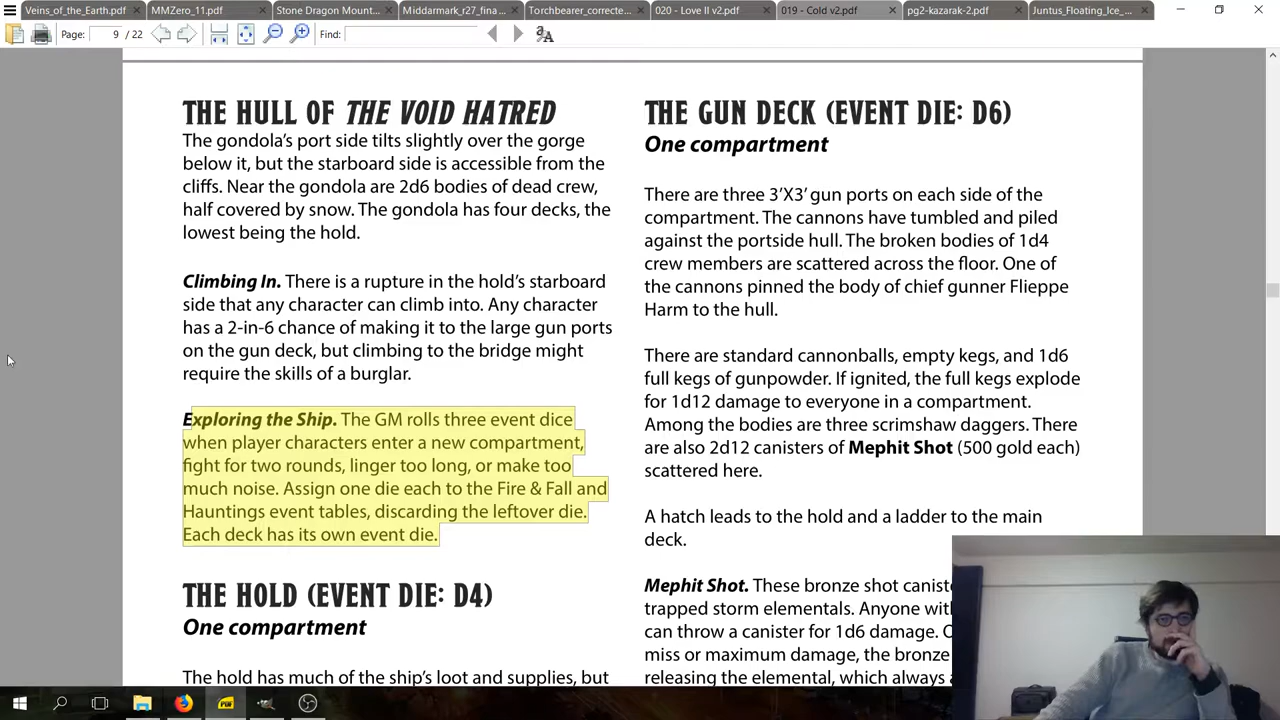 Veins_of_the_Earth.pdf
MMZero_11.pdf
Stone Dragon Mount...
Middarmark_r27_fina...
Torchbearer_correcte...
020 - Love II v2.pdf
019 - Cold v2.pdf
pg2-kazarak-2.pdf
Juntus_Floating_Ice_...
Page: 9 / 22 Find:
THE HULL OF THE VOID HATRED
The gondola's port side tilts slightly over the gorge
below it, but the starboard side is accessible from the
cliffs. Near the gondola are 2d6 bodies of dead crew,
half covered by snow. The gondola has four decks, the
lowest being the hold.
Climbing In. There is a rupture in the hold's starboard
side that any character can climb into. Any character
has a 2-in-6 chance of making it to the large gun ports
on the gun deck, but climbing to the bridge might
require the skills of a burglar.
Exploring the Ship. The GM rolls three event dice
when player characters enter a new compartment,
fight for two rounds, linger too long, or make too
much noise. Assign one die each to the Fire & Fall and
Hauntings event tables, discarding the leftover die.
Each deck has its own event die.
THE HOLD (EVENT DIE: D4)
One compartment
The hold has much of the ship's loot and supplies, but
THE GUN DECK (EVENT DIE: D6)
One compartment
There are three 3'X3' gun ports on each side of the
compartment. The cannons have tumbled and piled
against the portside hull. The broken bodies of 1d4
crew members are scattered across the floor. One of
the cannons pinned the body of chief gunner Flieppe
Harm to the hull.
There are standard cannonballs, empty kegs, and 1d6
full kegs of gunpowder. If ignited, the full kegs explode
for 1d12 damage to everyone in a compartment.
Among the bodies are three scrimshaw daggers. There
are also 2d12 canisters of Mephit Shot (500 gold each)
scattered here.
A hatch leads to the hold and a ladder to the main
deck.
Mephit Shot. These bronze shot caniste
trapped storm elementals. Anyone wit
can throw a canister for 1d6 damage. O
miss or maximum damage, the bronze
releasing the elemental, which always a